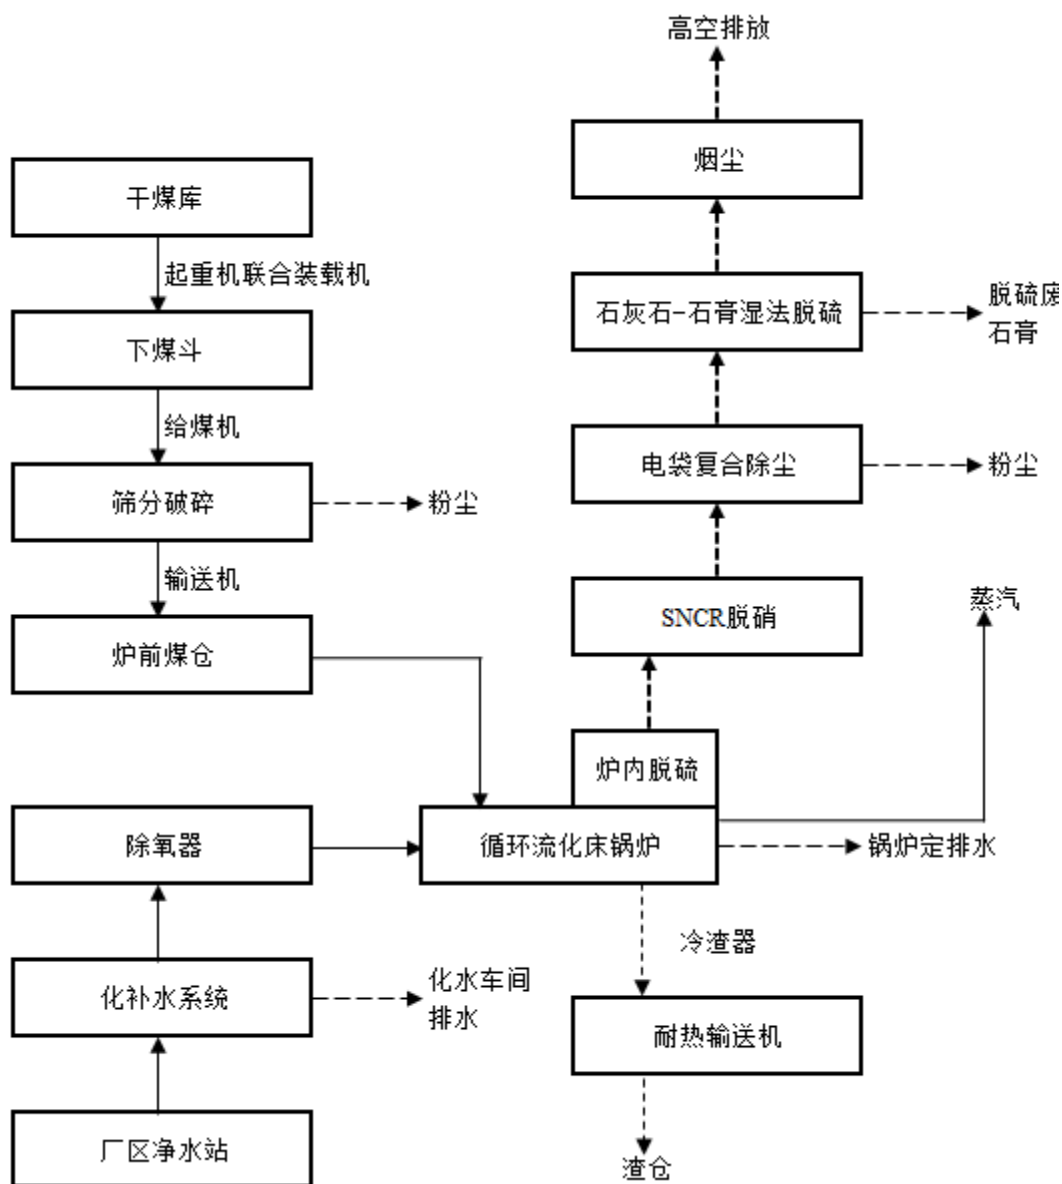 高空排放
烟尘
干煤库
起重机联合装载机
石灰石-石膏湿法脱硫
脱硫废
石膏
下煤斗
给煤机
电袋复合除尘
粉尘
筛分破碎
粉尘
输送机
SNCR脱硝
蒸汽
炉前煤仓
炉内脱硫
除氧器
循环流化床锅炉
锅炉定排水
冷渣器
化补水系统
化水车间
排水
耐热输送机
厂区净水站
渣仓